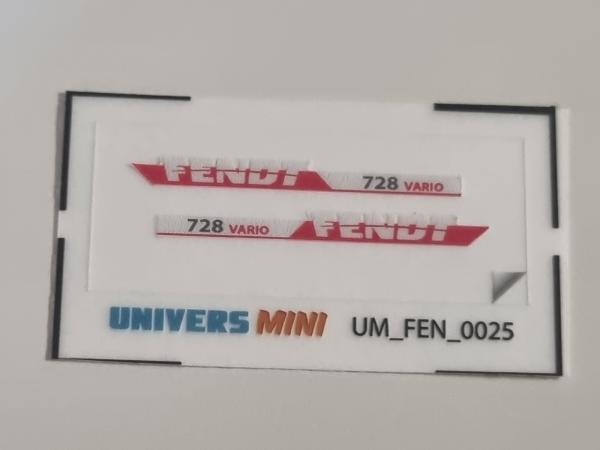 FENDT 728 VARIO
728 VARIO FENDT
UNIVERS MINI UM_FEN_0025